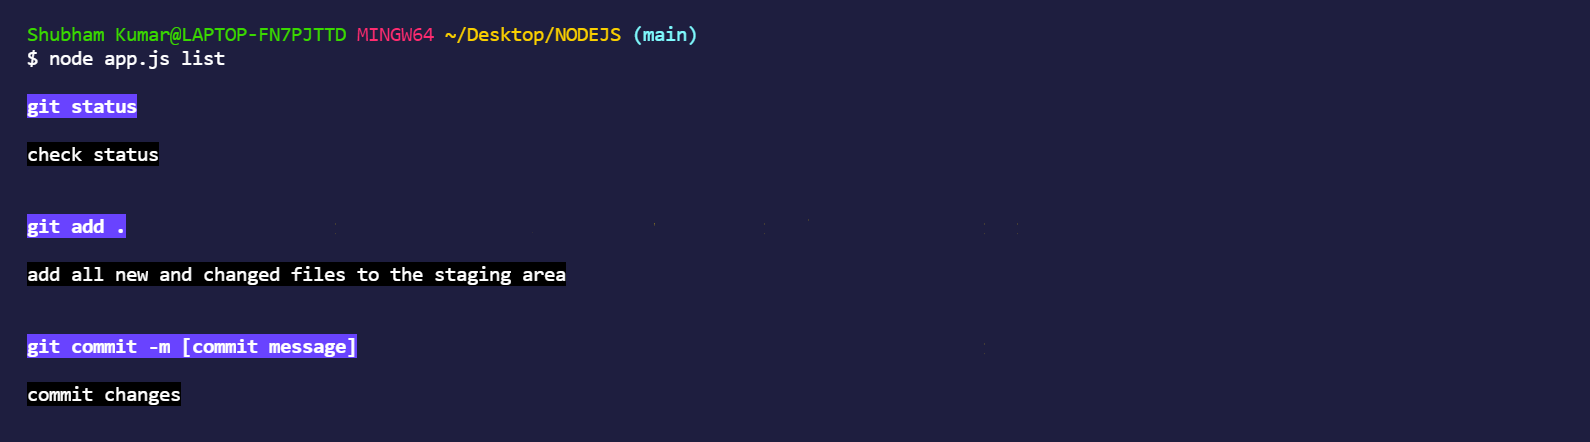 Shubham Kumar@LAPTOP-FN7PJTTD MINGW64 ~/Desktop/NODEJS (main)
$ node app.js list
git status
check status
git add .
add all new and changed files to the staging area
git commit -m [commit message]
commit changes